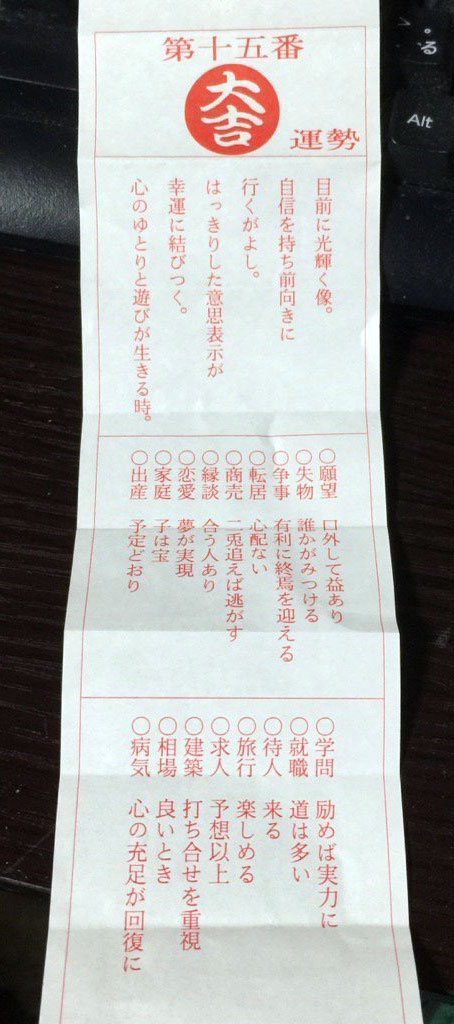 第十五番
大吉
運勢
目前に光輝く像。
自信を持ち前向きに
行くがよし。
はっきりした意思表示が
幸運に結びつく。
心のゆとりと遊びが生きる時。
○願望 口外して益あり
○失物 誰かがみつける
○争事 有利に終焉を迎える
○転居 心配ない
○商売 二兎追えば逃がす
○縁談 合う人あり
○恋愛 夢が実現
○家庭 子は宝
○出産 予定どおり
○学問 励めば実力に
○就職 道は多い
○待人 来る
○旅行 楽しめる
○求人 予想以上
○建築 打ち合せを重視
○相場 良いとき
○病気 心の充足が回復に
。
る
Alt